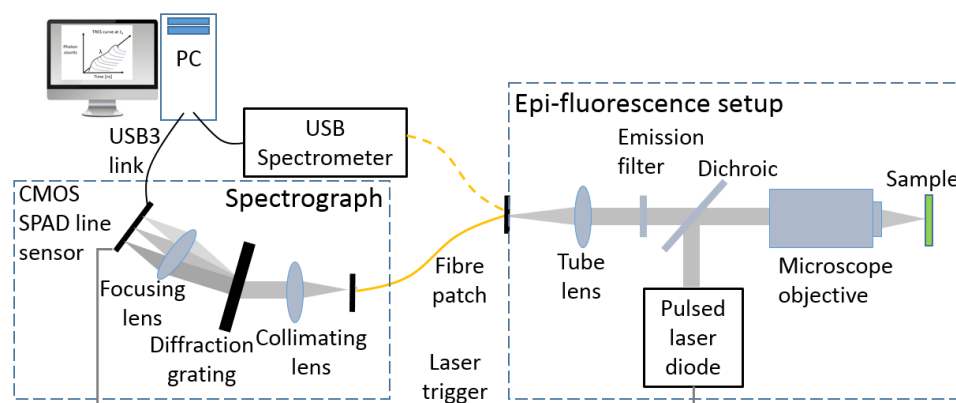 Photon
counts
TRES curve at t₁
λ
Time [ns]
PC
USB3
link
USB
Spectrometer
Epi-fluorescence setup
Emission
filter
Dichroic
Sample
Tube
lens
Microscope
objective
Pulsed
laser
diode
CMOS
SPAD line
sensor
Spectrograph
Focusing
lens
Diffraction
grating
Collimating
lens
Fibre
patch
Laser
trigger